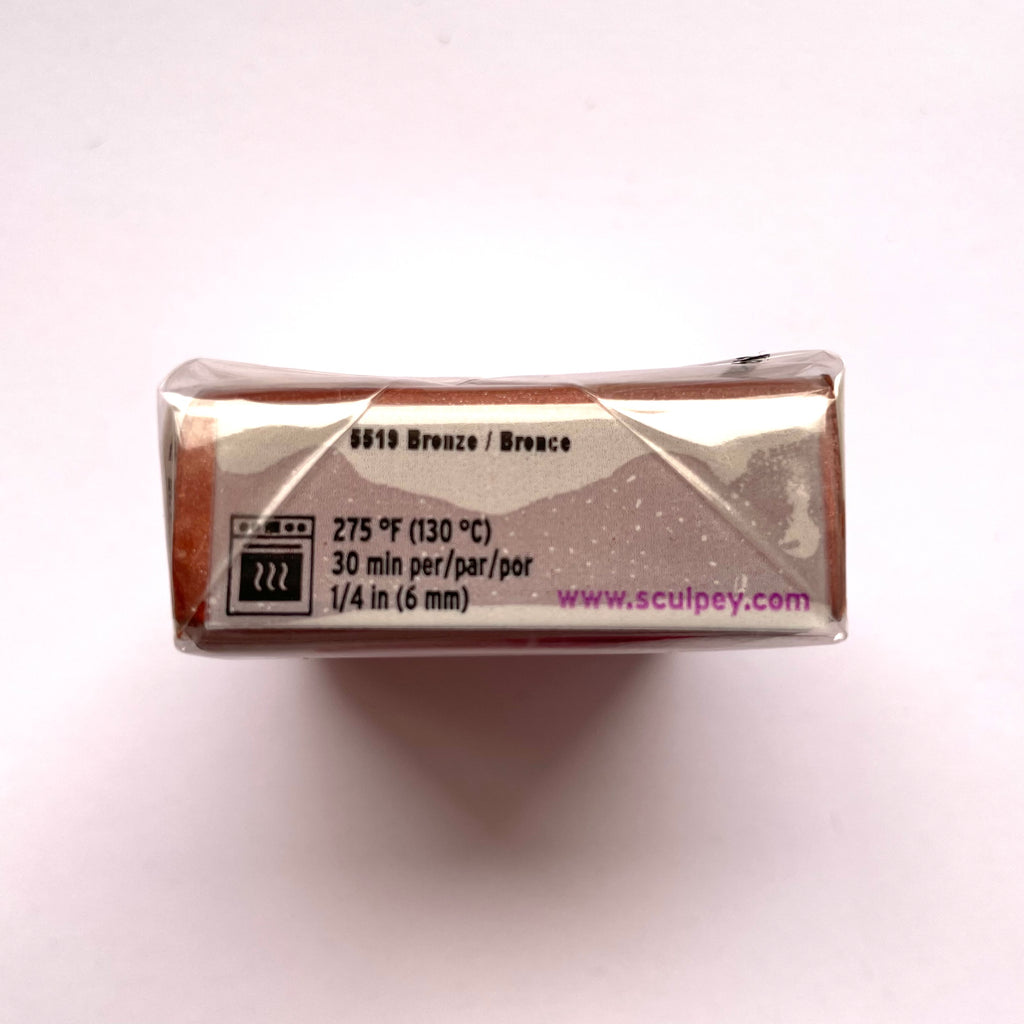 5519 Bronze / Bronce
275 °F (130 °C)
30 min per/par/por
1/4 in (6 mm)
www.sculpey.com